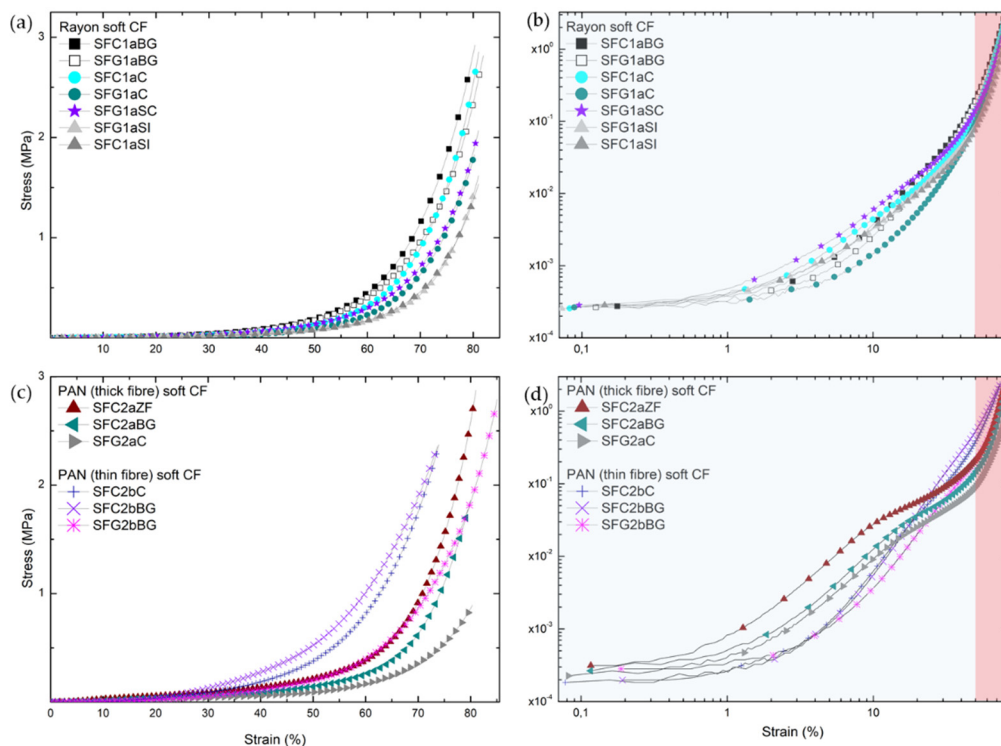 (a)
Rayon soft CF
SFC1aBG
SFG1aBG
SFC1aC
SFG1aC
SFG1aSC
SFG1aSI
SFC1aSI
Stress (MPa)
3
2
1
0 10 20 30 40 50 60 70 80
(b)
Rayon soft CF
SFC1aBG
SFG1aBG
SFC1aC
SFG1aC
SFG1aSC
SFG1aSI
SFC1aSI
x10⁰
x10⁻¹
x10⁻²
x10⁻³
x10⁻⁴
0,1 1 10
(c)
PAN (thick fibre) soft CF
SFC2aZF
SFC2aBG
SFG2aC
PAN (thin fibre) soft CF
SFC2bC
SFC2bBG
SFG2bBG
Stress (MPa)
3
2
1
0 10 20 30 40 50 60 70 80
Strain (%)
(d)
PAN (thick fibre) soft CF
SFC2aZF
SFC2aBG
SFG2aC
PAN (thin fibre) soft CF
SFC2bC
SFC2bBG
SFG2bBG
x10⁰
x10⁻¹
x10⁻²
x10⁻³
x10⁻⁴
0,1 1 10
Strain (%)